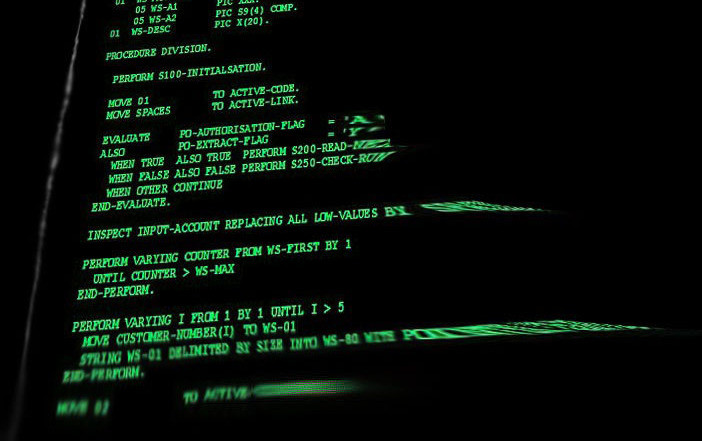 05 WS-A1 PIC XXX.
05 WS-A2 PIC S9(4) COMP.
01 WS-DESC PIC X(20).
PROCEDURE DIVISION.
PERFORM S100-INITIALSATION.
MOVE 01 TO ACTIVE-CODE.
MOVE SPACES TO ACTIVE-LINK.
EVALUATE PO-AUTHORISATION-FLAG = 'A'
ALSO PO-EXTRACT-FLAG = 'Y'
WHEN TRUE ALSO TRUE PERFORM S200-READ-
WHEN FALSE ALSO FALSE PERFORM S250-CHECK-RUN
WHEN OTHER CONTINUE
END-EVALUATE.
INSPECT INPUT-ACCOUNT REPLACING ALL LOW-VALUES BY
PERFORM VARYING COUNTER FROM WS-FIRST BY 1
UNTIL COUNTER > WS-MAX
END-PERFORM.
PERFORM VARYING I FROM 1 BY 1 UNTIL I > 5
MOVE CUSTOMER-NUMBER(I) TO WS-01
STRING WS-01 DELIMITED BY SIZE INTO WS-80 WITH
END-PERFORM.
MOVE 02 TO ACTIVE-